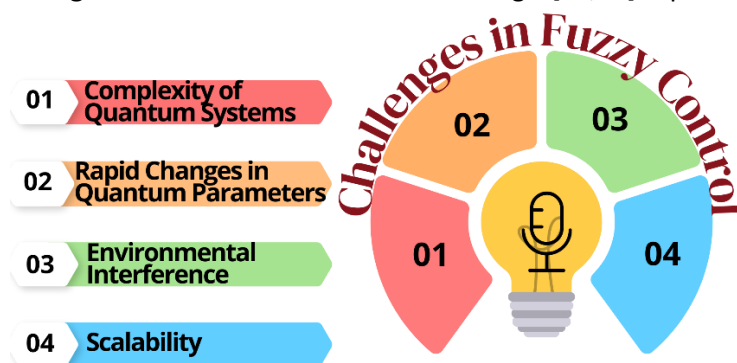 Challenges in Fuzzy Control
01
Complexity of
Quantum Systems
02
Rapid Changes in
Quantum Parameters
03
Environmental
Interference
04
Scalability
01
02
03
04